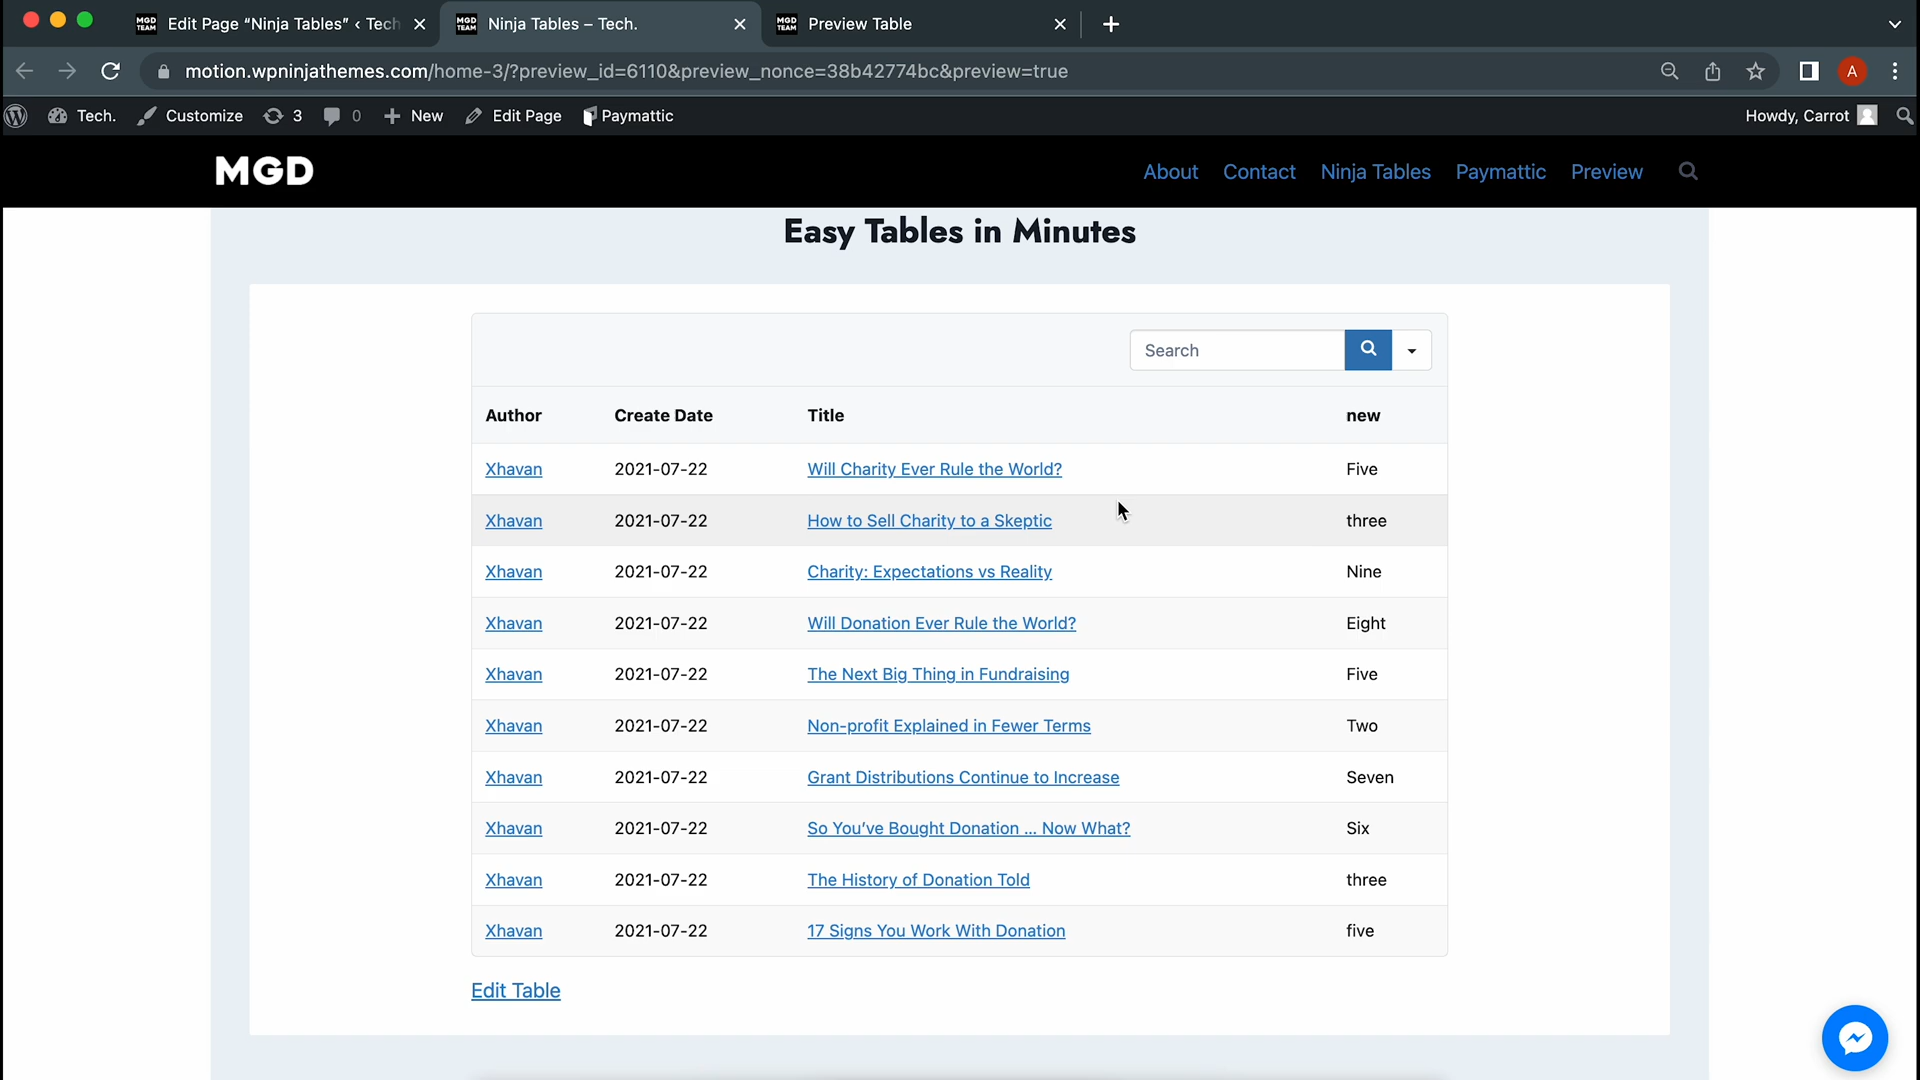 MGD TEAM Edit Page “Ninja Tables” ‹ Tech MGD TEAM Ninja Tables – Tech. MGD TEAM Preview Table
motion.wpninjathemes.com/home-3/?preview_id=6110&preview_nonce=38b42774bc&preview=true A
Tech. Customize 3 0 New Edit Page Paymattic Howdy, Carrot
MGD About Contact Ninja Tables Paymattic Preview
Easy Tables in Minutes
Search
Author Create Date Title new
Xhavan 2021-07-22 Will Charity Ever Rule the World? Five
Xhavan 2021-07-22 How to Sell Charity to a Skeptic three
Xhavan 2021-07-22 Charity: Expectations vs Reality Nine
Xhavan 2021-07-22 Will Donation Ever Rule the World? Eight
Xhavan 2021-07-22 The Next Big Thing in Fundraising Five
Xhavan 2021-07-22 Non-profit Explained in Fewer Terms Two
Xhavan 2021-07-22 Grant Distributions Continue to Increase Seven
Xhavan 2021-07-22 So You’ve Bought Donation ... Now What? Six
Xhavan 2021-07-22 The History of Donation Told three
Xhavan 2021-07-22 17 Signs You Work With Donation five
Edit Table